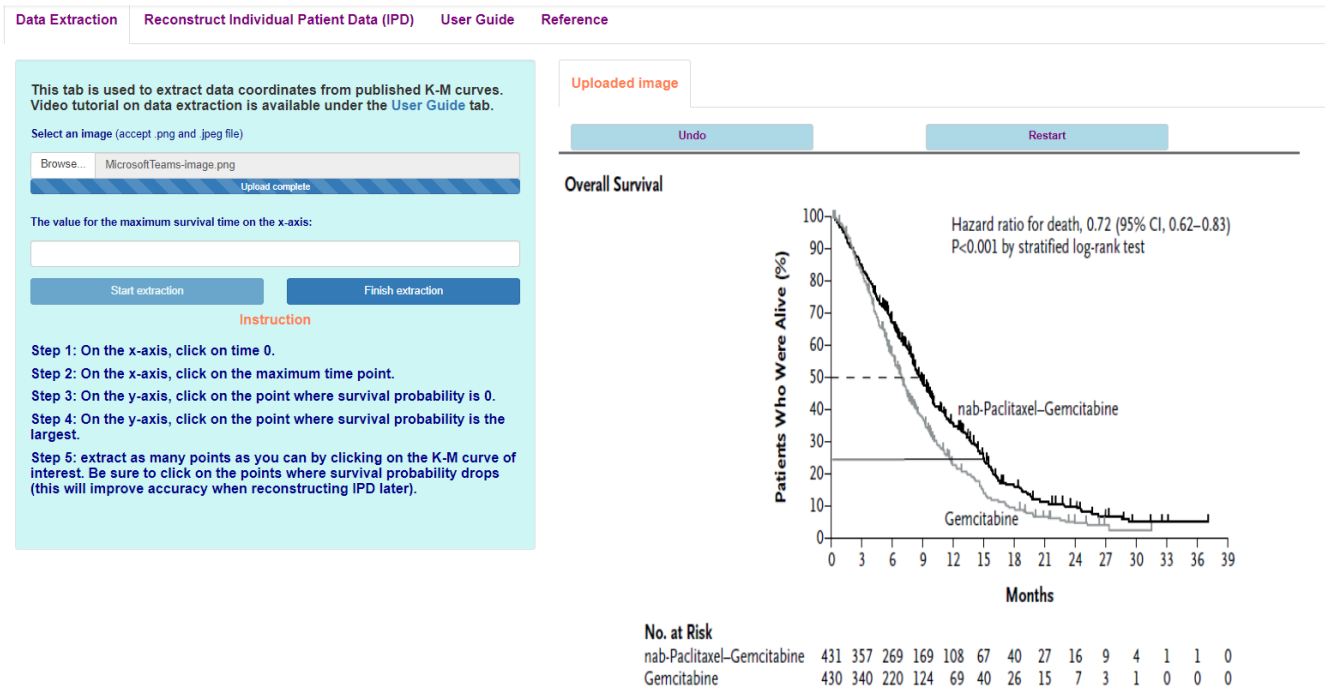 Data Extraction Reconstruct Individual Patient Data (IPD) User Guide Reference
This tab is used to extract data coordinates from published K-M curves.
Video tutorial on data extraction is available under the User Guide tab.
Select an image (accept .png and .jpeg file)
Browse... MicrosoftTeams-image.png
Upload complete
The value for the maximum survival time on the x-axis:
Start extraction Finish extraction
Instruction
Step 1: On the x-axis, click on time 0.
Step 2: On the x-axis, click on the maximum time point.
Step 3: On the y-axis, click on the point where survival probability is 0.
Step 4: On the y-axis, click on the point where survival probability is the
largest.
Step 5: extract as many points as you can by clicking on the K-M curve of
interest. Be sure to click on the points where survival probability drops
(this will improve accuracy when reconstructing IPD later).
Uploaded image
Undo Restart
Overall Survival
Hazard ratio for death, 0.72 (95% CI, 0.62–0.83)
P<0.001 by stratified log-rank test
Patients Who Were Alive (%)
100
90
80
70
60
50
40
30
20
10
0
nab-Paclitaxel–Gemcitabine
Gemcitabine
0 3 6 9 12 15 18 21 24 27 30 33 36 39
Months
No. at Risk
nab-Paclitaxel–Gemcitabine 431 357 269 169 108 67 40 27 16 9 4 1 1 0
Gemcitabine 430 340 220 124 69 40 26 15 7 3 1 0 0 0